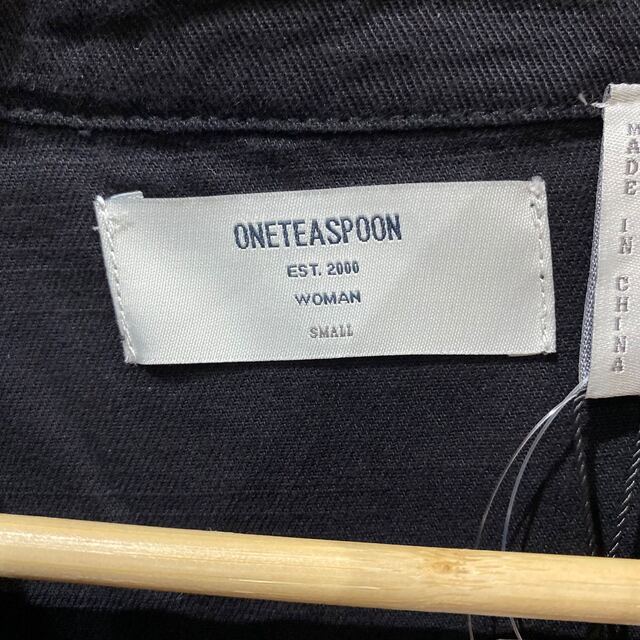 ONETEASPOON
EST. 2000
WOMAN
SMALL
MADE IN CHINA